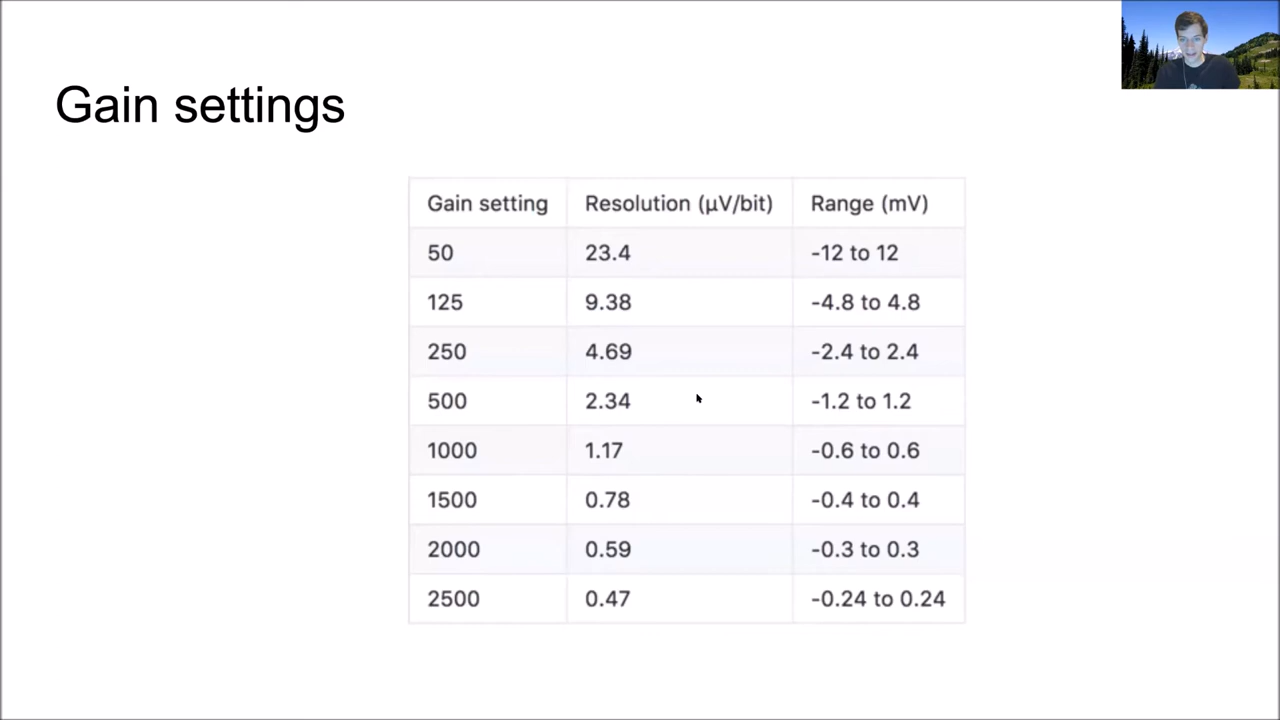 Gain settings
Gain setting Resolution (µV/bit) Range (mV)
50 23.4 -12 to 12
125 9.38 -4.8 to 4.8
250 4.69 -2.4 to 2.4
500 2.34 -1.2 to 1.2
1000 1.17 -0.6 to 0.6
1500 0.78 -0.4 to 0.4
2000 0.59 -0.3 to 0.3
2500 0.47 -0.24 to 0.24